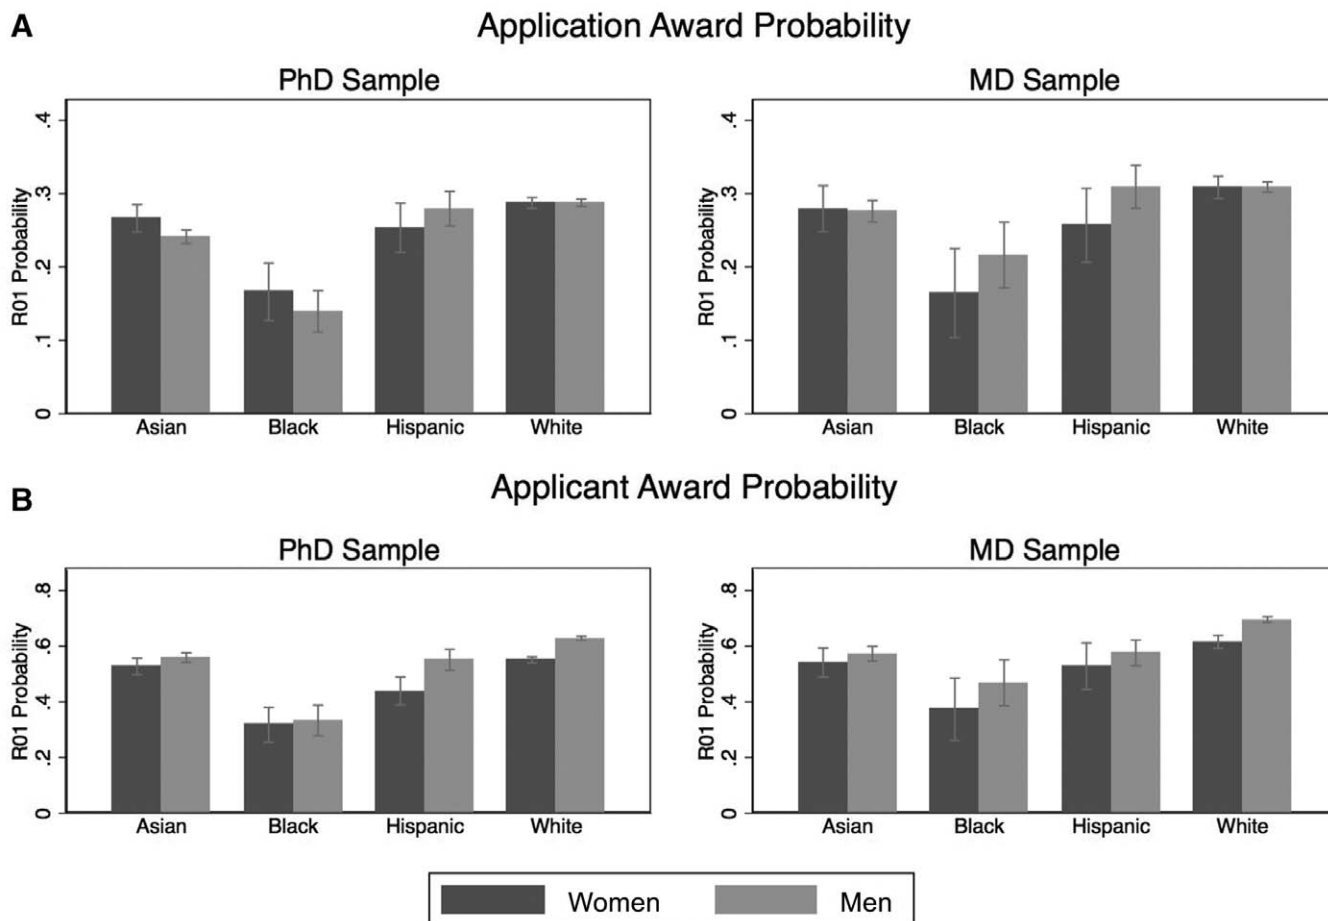 A
Application Award Probability
PhD Sample
R01 Probability
.4
.3
.2
.1
0
Asian Black Hispanic White
MD Sample
R01 Probability
.4
.3
.2
.1
0
Asian Black Hispanic White
B
Applicant Award Probability
PhD Sample
R01 Probability
.8
.6
.4
.2
0
Asian Black Hispanic White
MD Sample
R01 Probability
.8
.6
.4
.2
0
Asian Black Hispanic White
Women Men